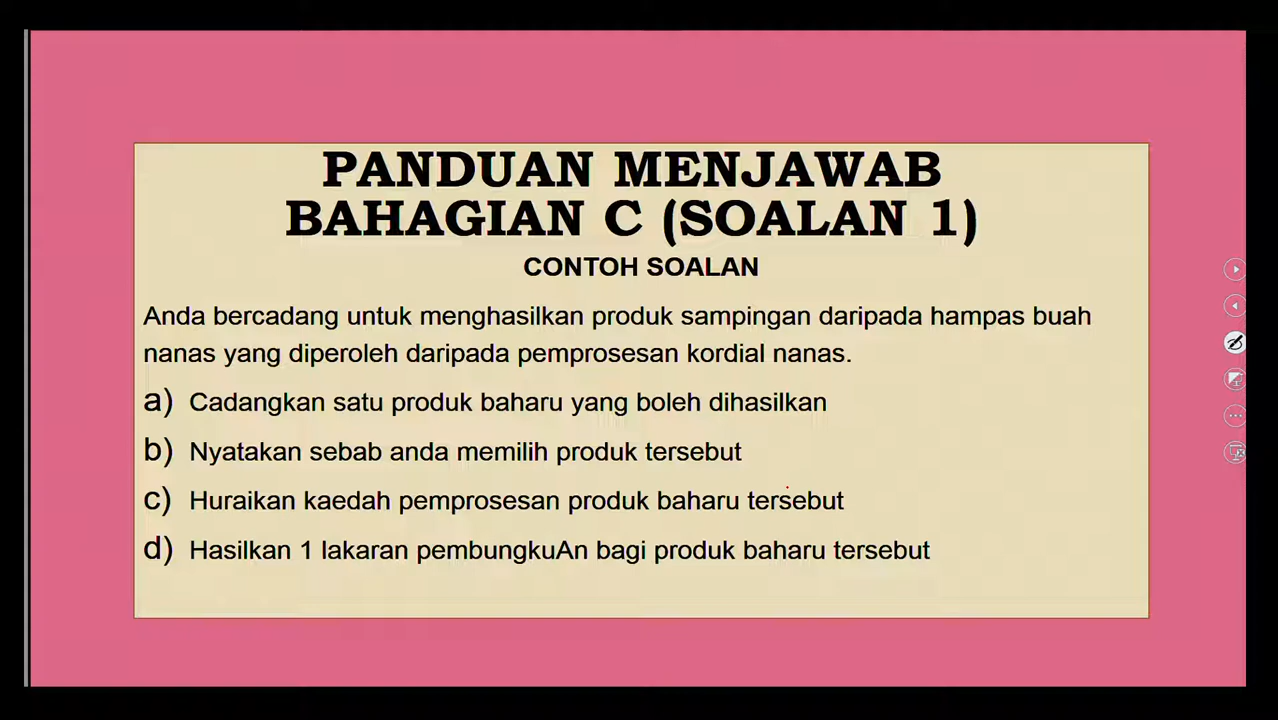 PANDUAN MENJAWAB
BAHAGIAN C (SOALAN 1)
CONTOH SOALAN
Anda bercadang untuk menghasilkan produk sampingan daripada hampas buah
nanas yang diperoleh daripada pemprosesan kordial nanas.
a) Cadangkan satu produk baharu yang boleh dihasilkan
b) Nyatakan sebab anda memilih produk tersebut
c) Huraikan kaedah pemprosesan produk baharu tersebut
d) Hasilkan 1 lakaran pembungkuAn bagi produk baharu tersebut